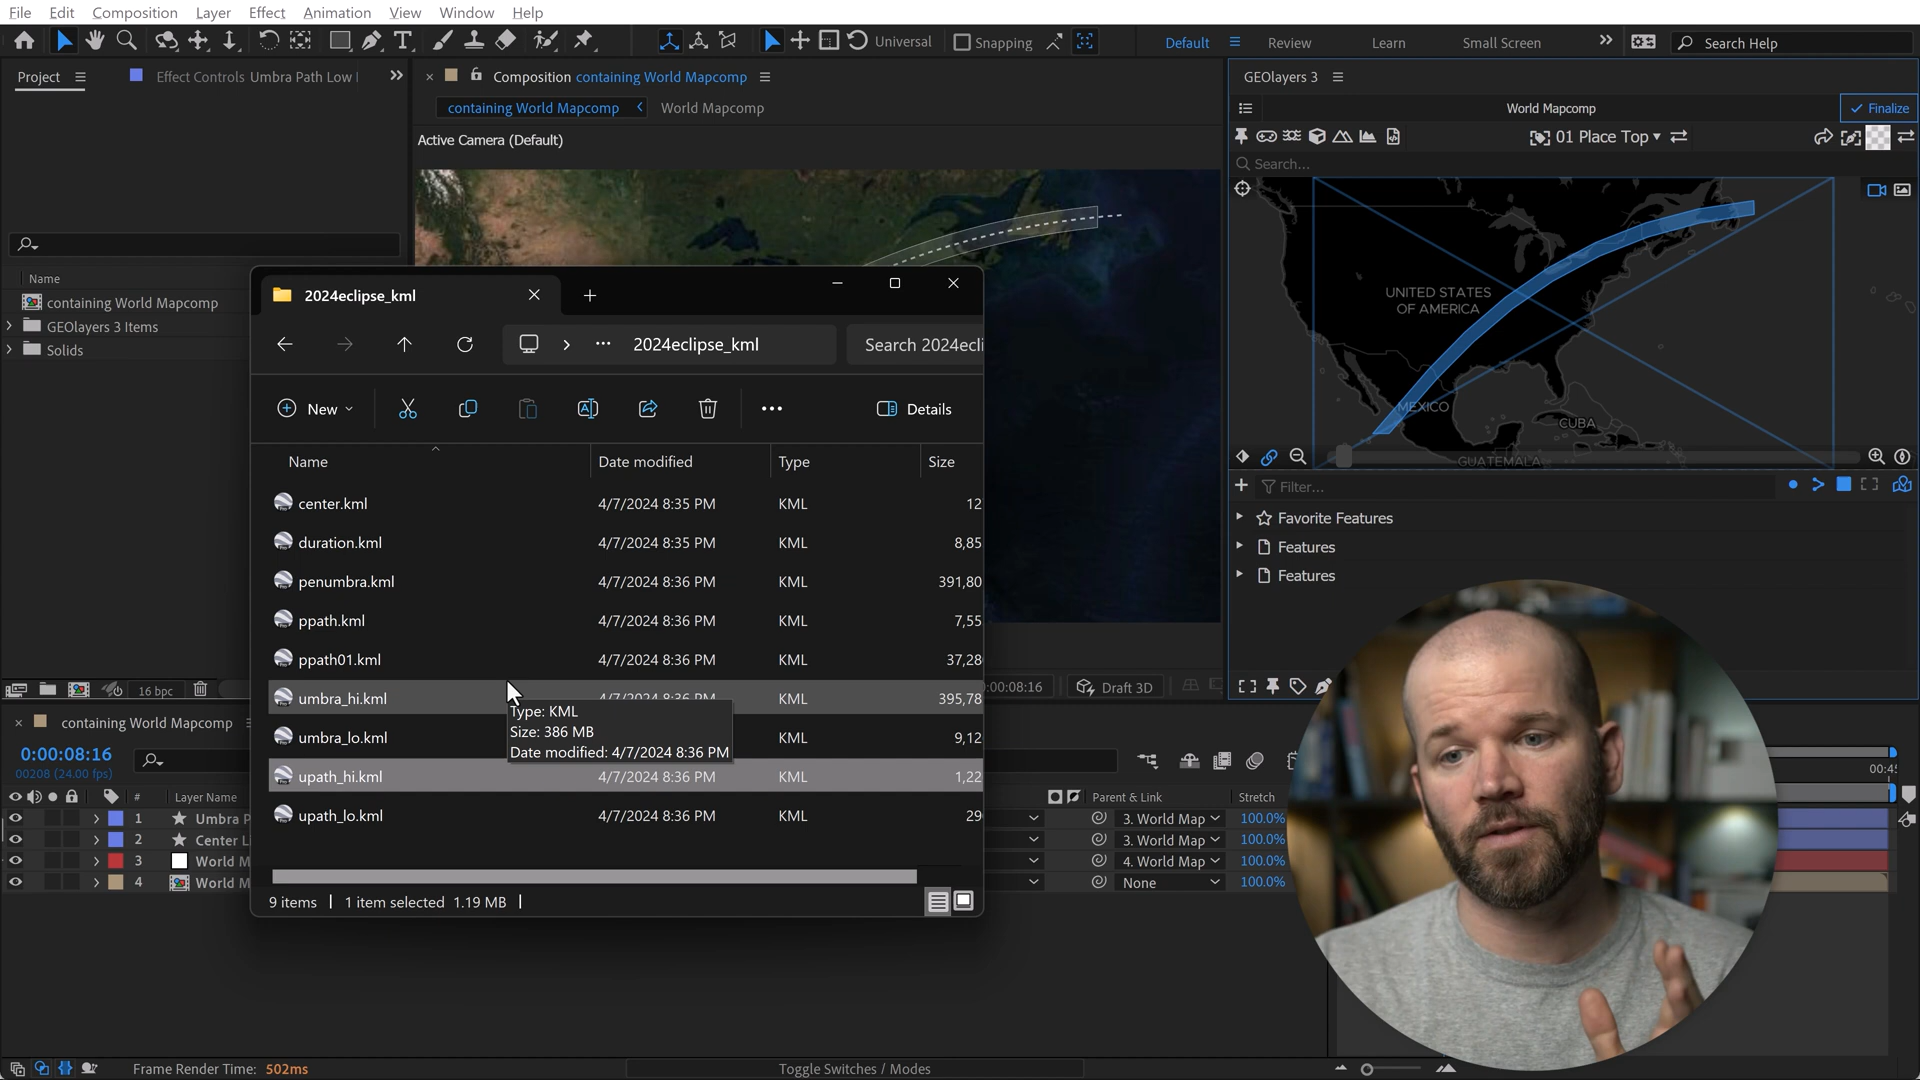 File Edit Composition Layer Effect Animation View Window Help
Universal Snapping Default Review Learn Small Screen Search Help
Project Effect Controls Umbra Path Low Composition containing World Mapcomp GEOlayers 3
containing World Mapcomp World Mapcomp World Mapcomp Finalize
Active Camera (Default) 01 Place Top
Search...
Name
containing World Mapcomp
GEOlayers 3 Items
Solids
UNITED STATES
OF AMERICA
MEXICO
CUBA
GUATEMALA
Filter...
Favorite Features
Features
Features
2024eclipse_kml
2024eclipse_kml Search 2024ecli
New Details
Name Date modified Type Size
center.kml 4/7/2024 8:35 PM KML 12
duration.kml 4/7/2024 8:35 PM KML 8,85
penumbra.kml 4/7/2024 8:36 PM KML 391,80
ppath.kml 4/7/2024 8:36 PM KML 7,55
ppath01.kml 4/7/2024 8:36 PM KML 37,28
umbra_hi.kml 4/7/2024 8:36 PM KML 395,78
umbra_lo.kml KML 9,12
upath_hi.kml 4/7/2024 8:36 PM KML 1,22
upath_lo.kml 4/7/2024 8:36 PM KML 29
Type: KML
Size: 386 MB
Date modified: 4/7/2024 8:36 PM
9 items 1 item selected 1.19 MB
16 bpc :00:08:16 Draft 3D
containing World Mapcomp
0:00:08:16
00208 (24.00 fps)
00:4
# Layer Name Parent & Link Stretch
1 Umbra P 3. World Map 100.0%
2 Center L 3. World Map 100.0%
3 World M 4. World Map 100.0%
4 World M None 100.0%
Frame Render Time: 502ms Toggle Switches / Modes